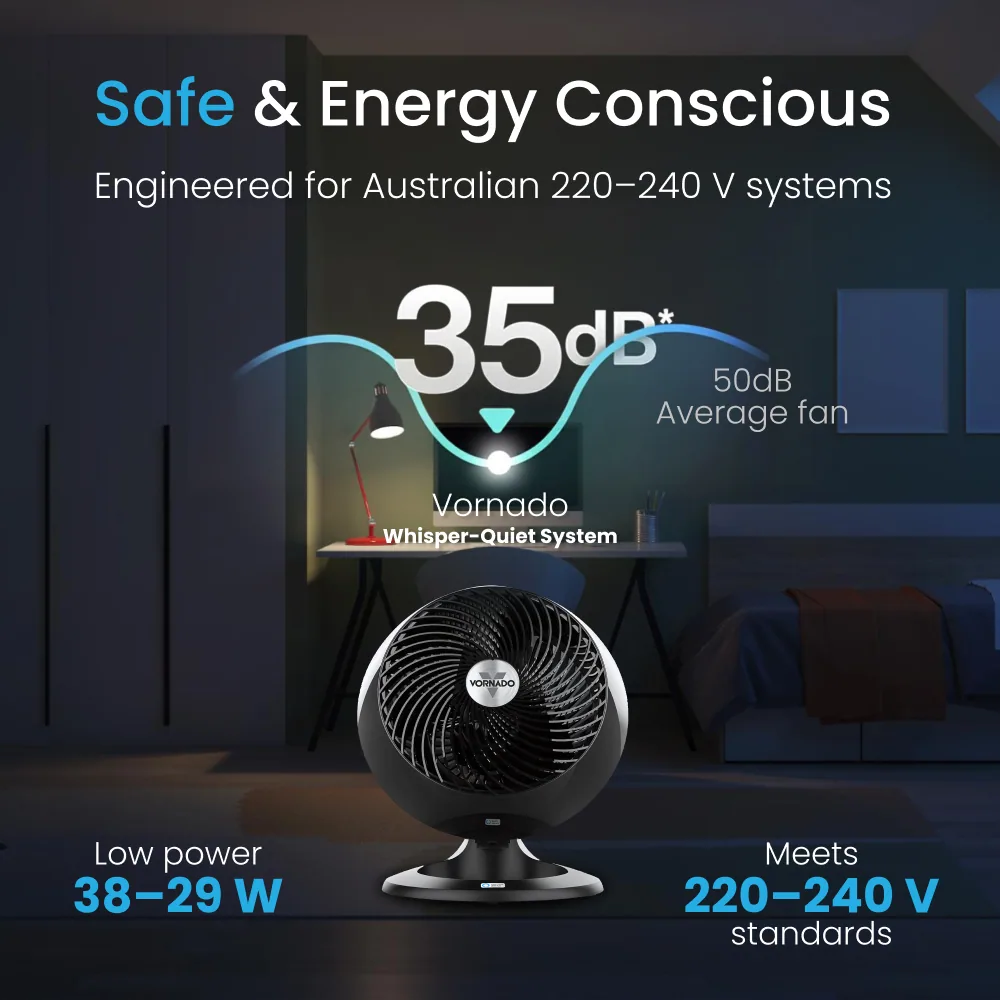 Safe & Energy Conscious
Engineered for Australian 220–240 V systems
35dB*
50dB
Average fan
Vornado
Whisper-Quiet System
VORNADO
Low power
38–29 W
Meets
220–240 V
standards